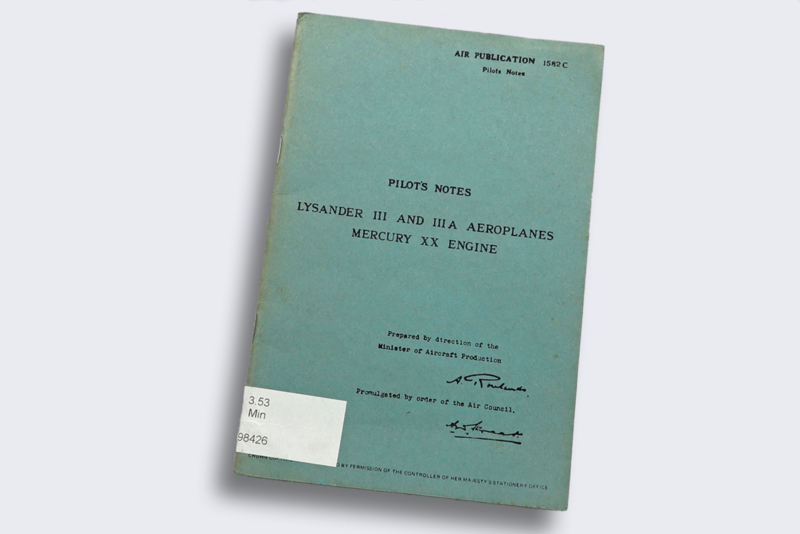 AIR PUBLICATION 1582C
Pilots Notes
PILOT'S NOTES
LYSANDER III AND IIIA AEROPLANES
MERCURY XX ENGINE
Prepared by direction of the
Minister of Aircraft Production
Promulgated by order of the Air Council.
3.53
Min
98426
BY PERMISSION OF THE CONTROLLER OF HER MAJESTY'S STATIONERY OFFICE